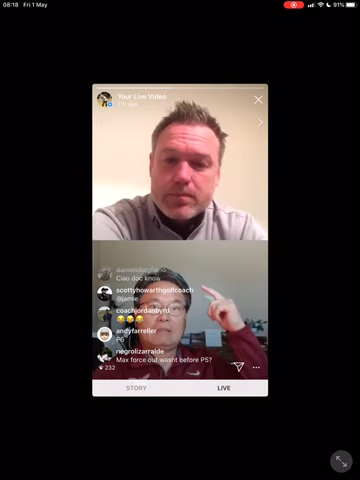 08:18 Fri 1 May
91%
Your Live Video
Ciao doc know
scottyhowarthgolfcoach
@jamie
coachjordanbyrd
😂😂😂
andyfarreller
P6
negrolizarralde
Max force out wasnt before P5?
232
STORY LIVE